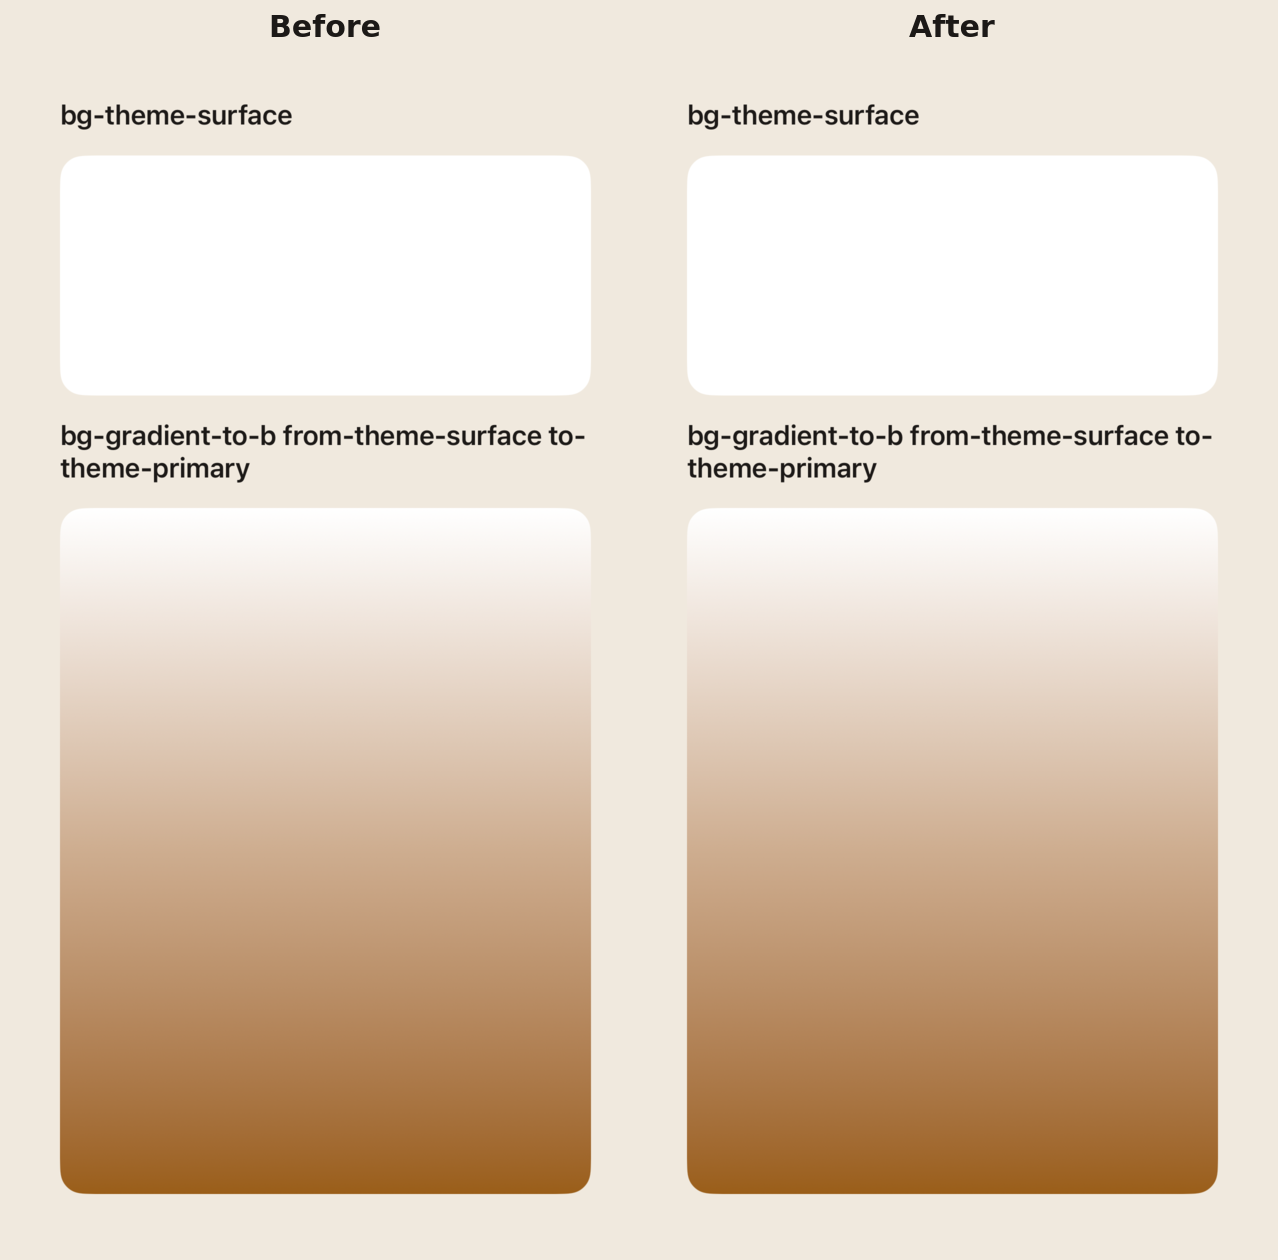 Before
After
bg-theme-surface
bg-theme-surface
bg-gradient-to-b from-theme-surface to-
theme-primary
bg-gradient-to-b from-theme-surface to-
theme-primary